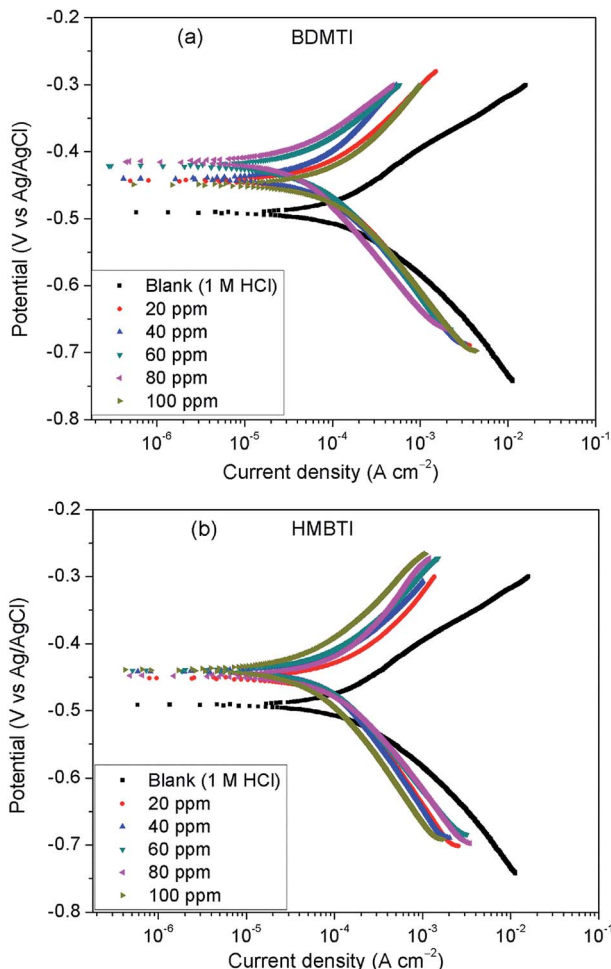 (a) BDMTI
Potential (V vs Ag/AgCl)
-0.2
-0.3
-0.4
-0.5
-0.6
-0.7
-0.8
Blank (1 M HCl)
20 ppm
40 ppm
60 ppm
80 ppm
100 ppm
10⁻⁶ 10⁻⁵ 10⁻⁴ 10⁻³ 10⁻² 10⁻¹
Current density (A cm⁻²)
(b) HMBTI
Potential (V vs Ag/AgCl)
-0.2
-0.3
-0.4
-0.5
-0.6
-0.7
-0.8
Blank (1 M HCl)
20 ppm
40 ppm
60 ppm
80 ppm
100 ppm
10⁻⁶ 10⁻⁵ 10⁻⁴ 10⁻³ 10⁻² 10⁻¹
Current density (A cm⁻²)